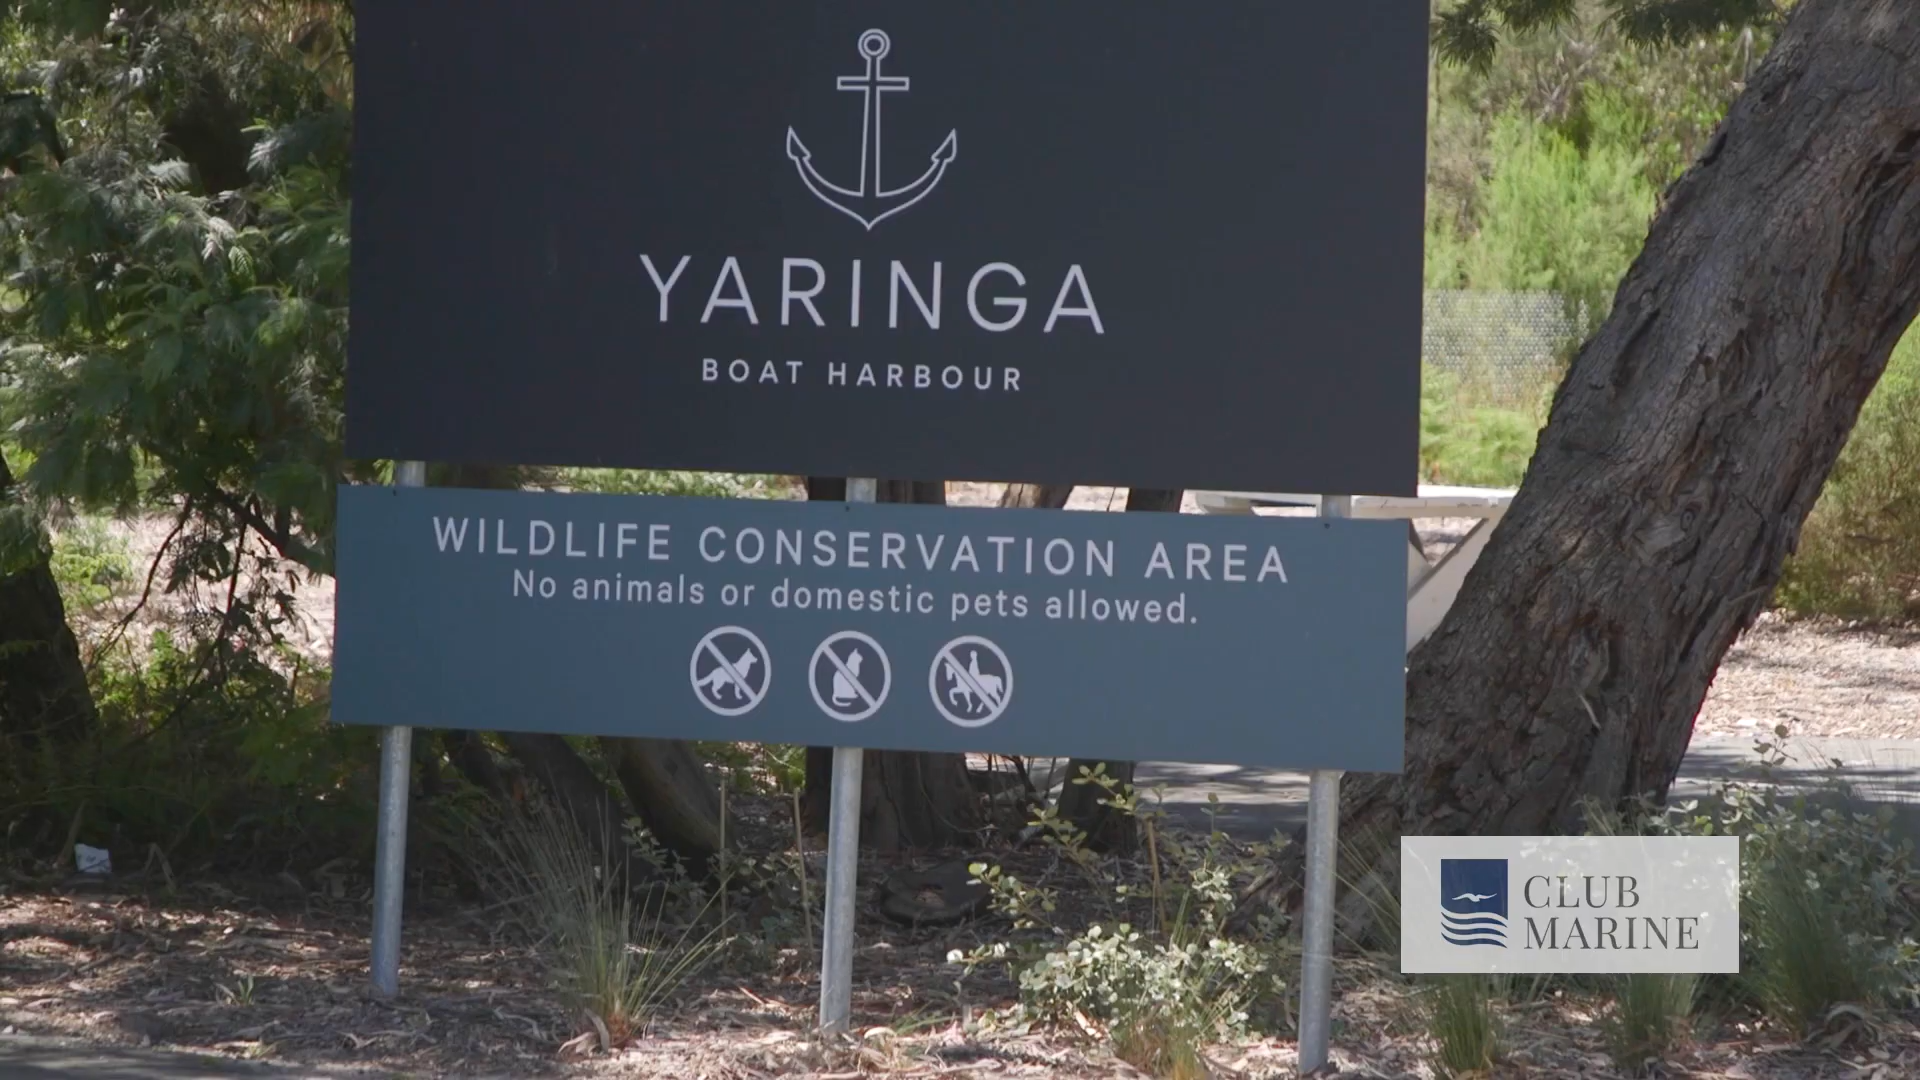 YARINGA
BOAT HARBOUR
WILDLIFE CONSERVATION AREA
No animals or domestic pets allowed.
CLUB
MARINE